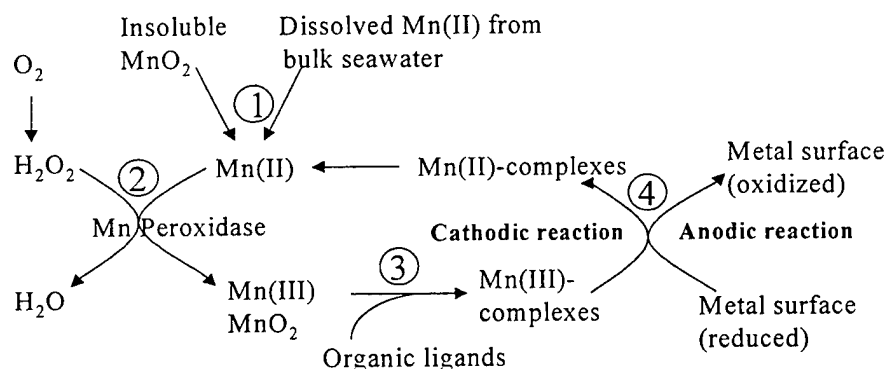 Insoluble
MnO₂
Dissolved Mn(II) from
bulk seawater
O₂
①
H₂O₂
②
Mn(II)
Mn(II)-complexes
④
Metal surface
(oxidized)
Mn Peroxidase
Cathodic reaction
Anodic reaction
H₂O
Mn(III)
MnO₂
③
Mn(III)-
complexes
Metal surface
(reduced)
Organic ligands